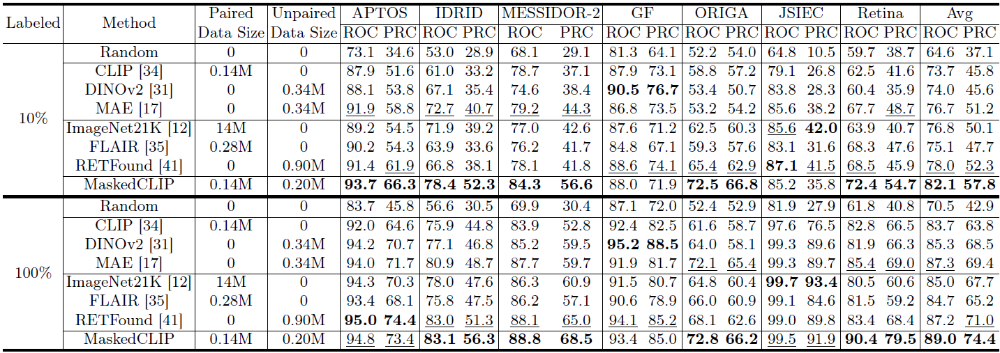 Labeled Method Paired Data Size Unpaired Data Size APTOS IDRID MESSIDOR-2 GF ORIGA JSIEC Retina Avg
ROC PRC ROC PRC ROC PRC ROC PRC ROC PRC ROC PRC ROC PRC ROC PRC
10%
Random 0 0 73.1 34.6 53.0 28.9 68.1 29.1 81.3 64.1 52.2 54.0 64.8 10.5 59.7 38.7 64.6 37.1
CLIP [34] 0.14M 0 87.9 51.6 61.0 33.2 78.7 37.1 87.9 73.1 58.8 57.2 79.1 26.8 62.5 41.6 73.7 45.8
DINOv2 [31] 0 0.34M 88.1 53.8 67.1 35.4 74.6 38.4 90.5 76.7 53.4 50.7 83.8 28.3 60.4 35.9 74.0 45.6
MAE [17] 0 0.34M 91.9 58.8 72.7 40.7 79.2 44.3 86.8 73.5 53.2 54.2 85.6 38.2 67.7 48.7 76.7 51.2
ImageNet21K [12] 14M 0 89.2 54.5 71.9 39.2 77.0 42.6 87.6 71.2 62.5 60.3 85.6 42.0 63.9 40.7 76.8 50.1
FLAIR [35] 0.28M 0 90.2 54.3 63.9 33.6 76.2 41.7 84.8 67.1 59.3 57.6 83.1 31.6 68.3 47.6 75.1 47.7
RETFound [41] 0 0.90M 91.4 61.9 66.8 38.1 78.1 41.8 88.6 74.1 65.4 62.9 87.1 41.5 68.5 45.9 78.0 52.3
MaskedCLIP 0.14M 0.20M 93.7 66.3 78.4 52.3 84.3 56.6 88.0 71.9 72.5 66.8 85.2 35.8 72.4 54.7 82.1 57.8
100%
Random 0 0 83.7 45.8 56.6 30.5 69.9 30.4 87.1 72.0 52.4 52.9 81.9 27.9 61.8 40.8 70.5 42.9
CLIP [34] 0.14M 0 92.0 64.6 75.9 44.8 83.9 52.8 92.4 82.5 61.6 58.7 97.6 76.5 82.8 66.5 83.7 63.8
DINOv2 [31] 0 0.34M 94.2 70.7 77.1 46.8 85.2 59.5 95.2 88.5 64.0 58.1 99.3 89.6 81.9 66.3 85.3 68.5
MAE [17] 0 0.34M 94.0 71.7 80.9 48.7 87.7 59.7 91.9 81.7 72.1 65.4 99.3 89.7 85.4 69.0 87.3 69.4
ImageNet21K [12] 14M 0 94.3 70.3 78.0 47.6 86.3 60.9 91.5 80.7 64.8 60.4 99.7 93.4 80.5 60.6 85.0 67.7
FLAIR [35] 0.28M 0 93.4 68.1 75.8 47.5 86.2 57.1 90.6 78.9 66.0 60.9 99.1 84.6 81.5 59.2 84.7 65.2
RETFound [41] 0 0.90M 95.0 74.4 83.0 51.3 88.1 65.0 94.1 85.2 68.1 62.6 99.0 89.8 83.4 68.4 87.2 71.0
MaskedCLIP 0.14M 0.20M 94.8 73.4 83.1 56.3 88.8 68.5 93.4 85.0 72.8 66.2 99.5 91.9 90.4 79.5 89.0 74.4